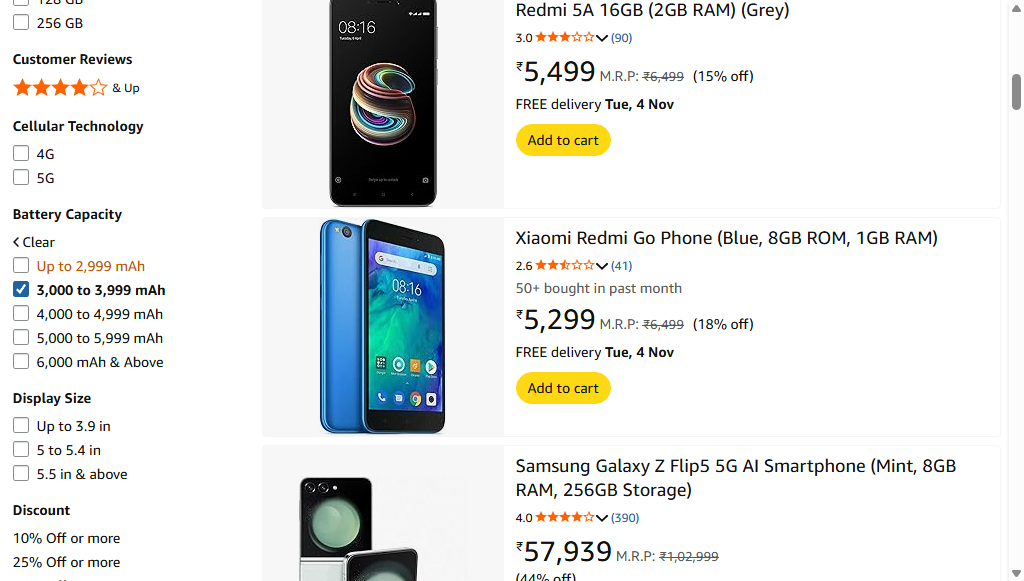 128 GB
256 GB
Customer Reviews
& Up
Cellular Technology
4G
5G
Battery Capacity
Clear
Up to 2,999 mAh
3,000 to 3,999 mAh
4,000 to 4,999 mAh
5,000 to 5,999 mAh
6,000 mAh & Above
Display Size
Up to 3.9 in
5 to 5.4 in
5.5 in & above
Discount
10% Off or more
25% Off or more
08:16
Redmi 5A 16GB (2GB RAM) (Grey)
3.0 (90)
₹5,499 M.R.P: ₹6,499 (15% off)
FREE delivery Tue, 4 Nov
Add to cart
08:16
Xiaomi Redmi Go Phone (Blue, 8GB ROM, 1GB RAM)
2.6 (41)
50+ bought in past month
₹5,299 M.R.P: ₹6,499 (18% off)
FREE delivery Tue, 4 Nov
Add to cart
Samsung Galaxy Z Flip5 5G AI Smartphone (Mint, 8GB
RAM, 256GB Storage)
4.0 (390)
₹57,939 M.R.P: ₹1,02,999
(44% off)